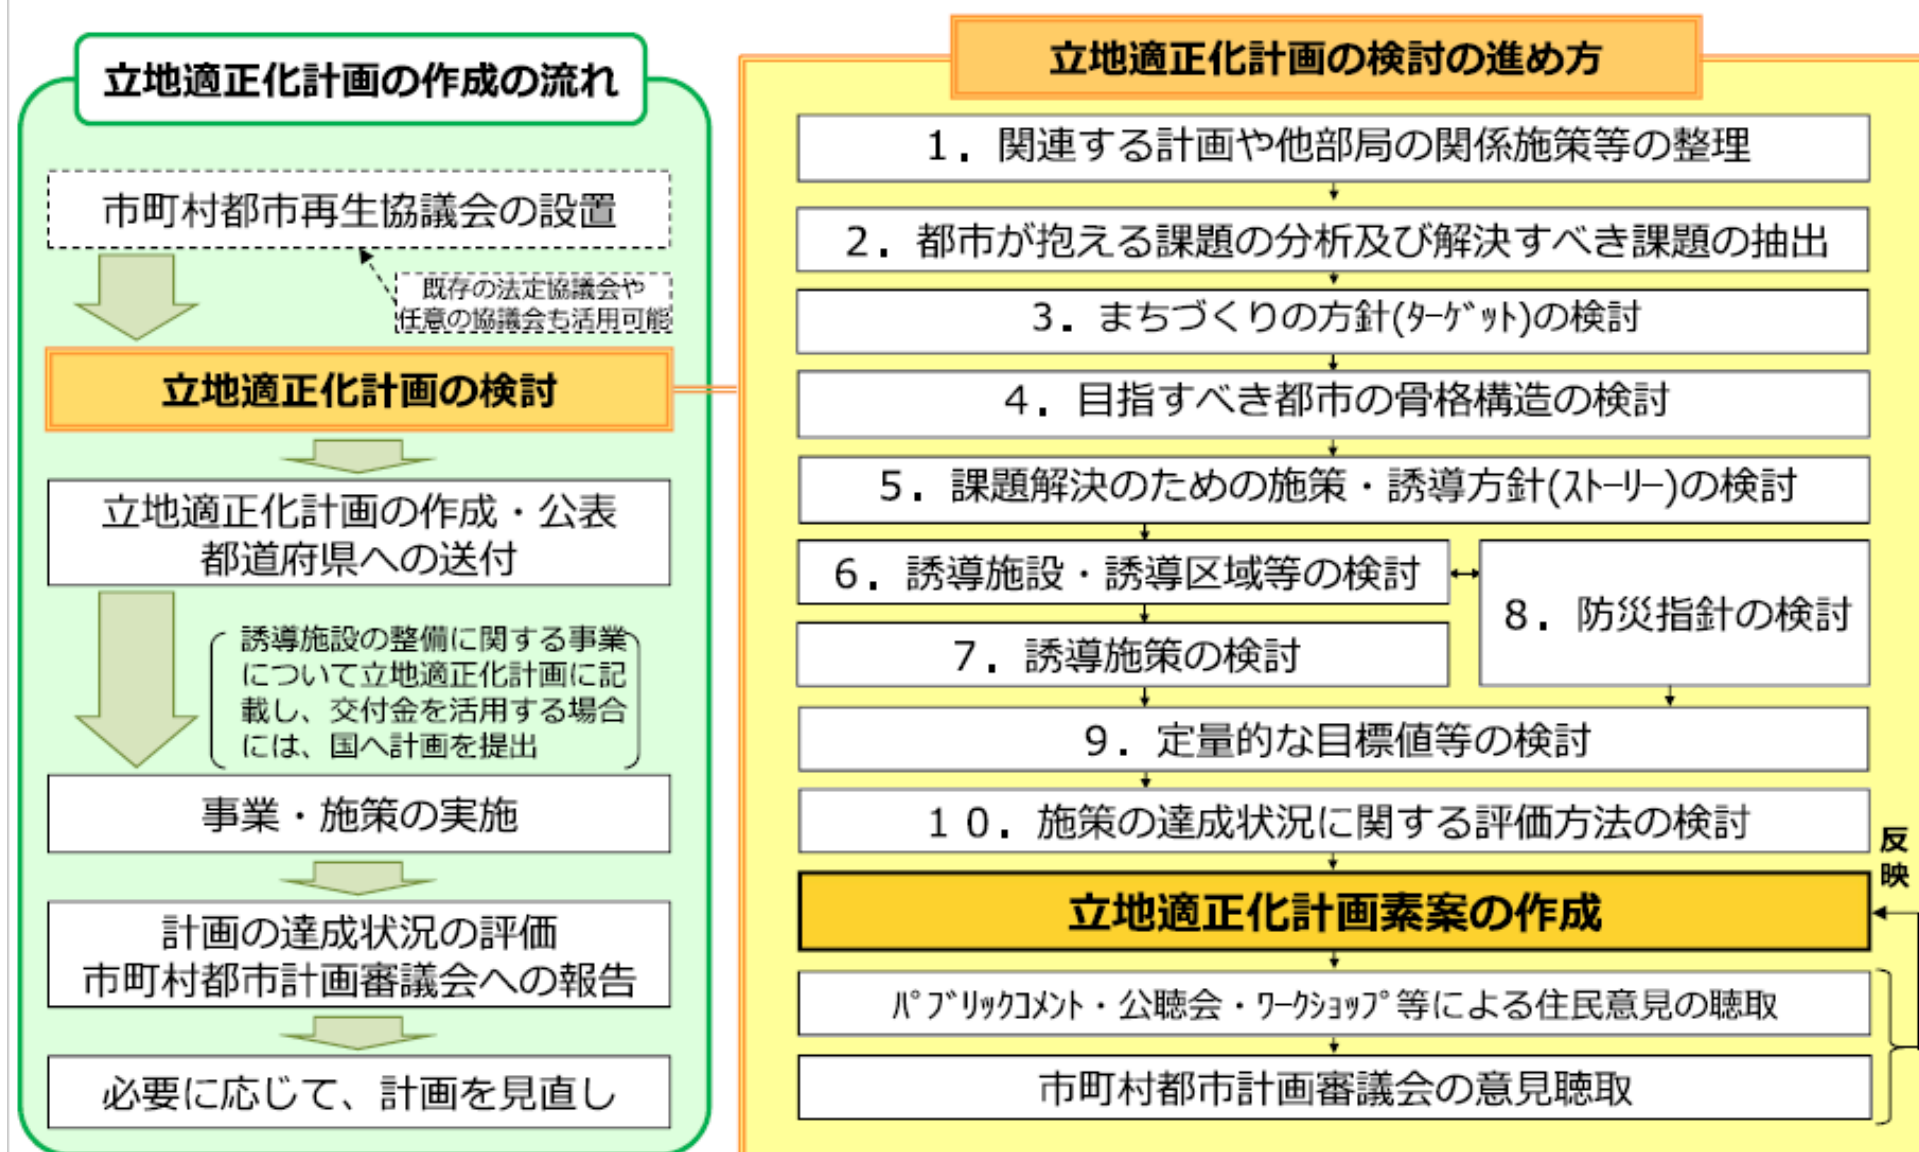 立地適正化計画の作成の流れ
市町村都市再生協議会の設置
既存の法定協議会や
任意の協議会も活用可能
立地適正化計画の検討
立地適正化計画の作成・公表
都道府県への送付
誘導施設の整備に関する事業
について立地適正化計画に記
載し、交付金を活用する場合
には、国へ計画を提出
事業・施策の実施
計画の達成状況の評価
市町村都市計画審議会への報告
必要に応じて、計画を見直し
立地適正化計画の検討の進め方
１．関連する計画や他部局の関係施策等の整理
２．都市が抱える課題の分析及び解決すべき課題の抽出
３．まちづくりの方針(ﾀｰｹﾞｯﾄ)の検討
４．目指すべき都市の骨格構造の検討
５．課題解決のための施策・誘導方針(ｽﾄｰﾘｰ)の検討
６．誘導施設・誘導区域等の検討
７．誘導施策の検討
８．防災指針の検討
９．定量的な目標値等の検討
１０．施策の達成状況に関する評価方法の検討
立地適正化計画素案の作成
ﾊﾟﾌﾞﾘｯｸｺﾒﾝﾄ・公聴会・ﾜｰｸｼｮｯﾌﾟ等による住民意見の聴取
市町村都市計画審議会の意見聴取
反
映